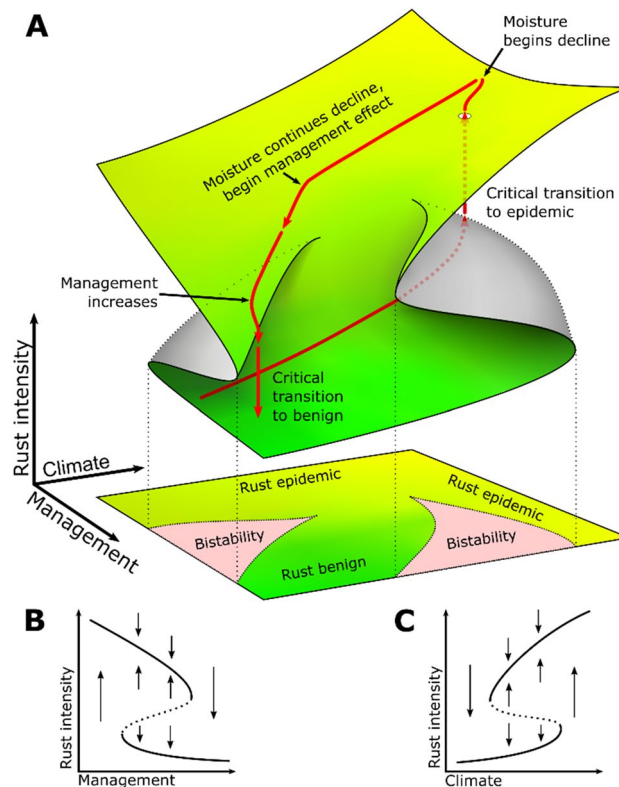 A
Moisture
begins decline
Moisture continues decline,
begin management effect
Critical transition
to epidemic
Management
increases
Critical
transition
to benign
Rust intensity
Climate
Management
Rust epidemic
Rust epidemic
Bistability
Bistability
Rust benign
B
Rust intensity
Management
C
Rust intensity
Climate